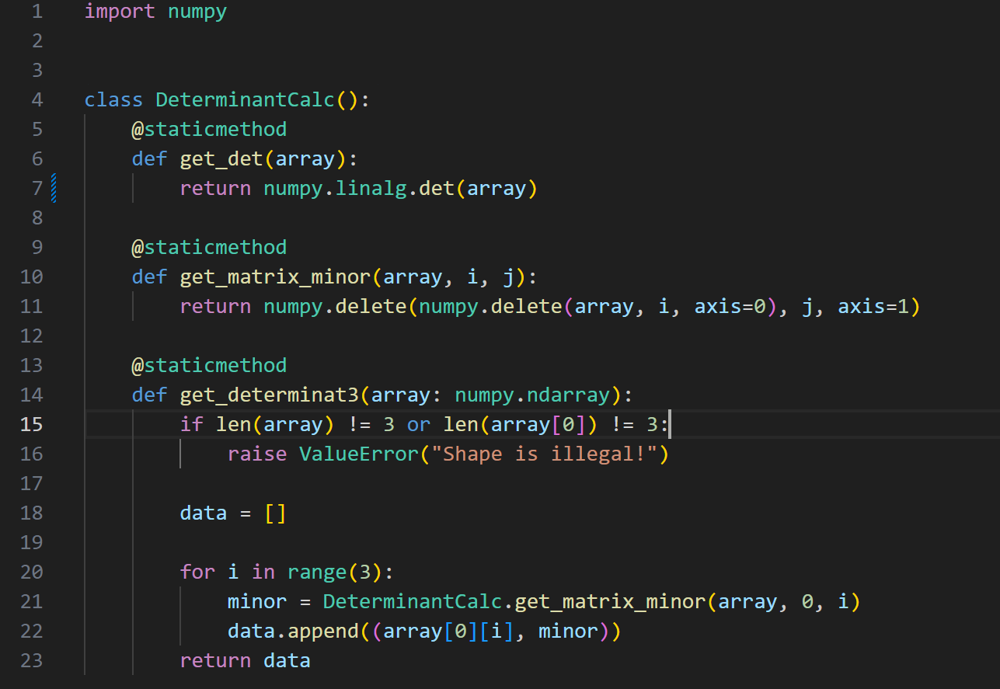 1 import numpy
2
3
4 class DeterminantCalc():
5     @staticmethod
6     def get_det(array):
7         return numpy.linalg.det(array)
8
9     @staticmethod
10     def get_matrix_minor(array, i, j):
11         return numpy.delete(numpy.delete(array, i, axis=0), j, axis=1)
12
13     @staticmethod
14     def get_determinat3(array: numpy.ndarray):
15         if len(array) != 3 or len(array[0]) != 3:
16             raise ValueError("Shape is illegal!")
17
18         data = []
19
20         for i in range(3):
21             minor = DeterminantCalc.get_matrix_minor(array, 0, i)
22             data.append((array[0][i], minor))
23         return data